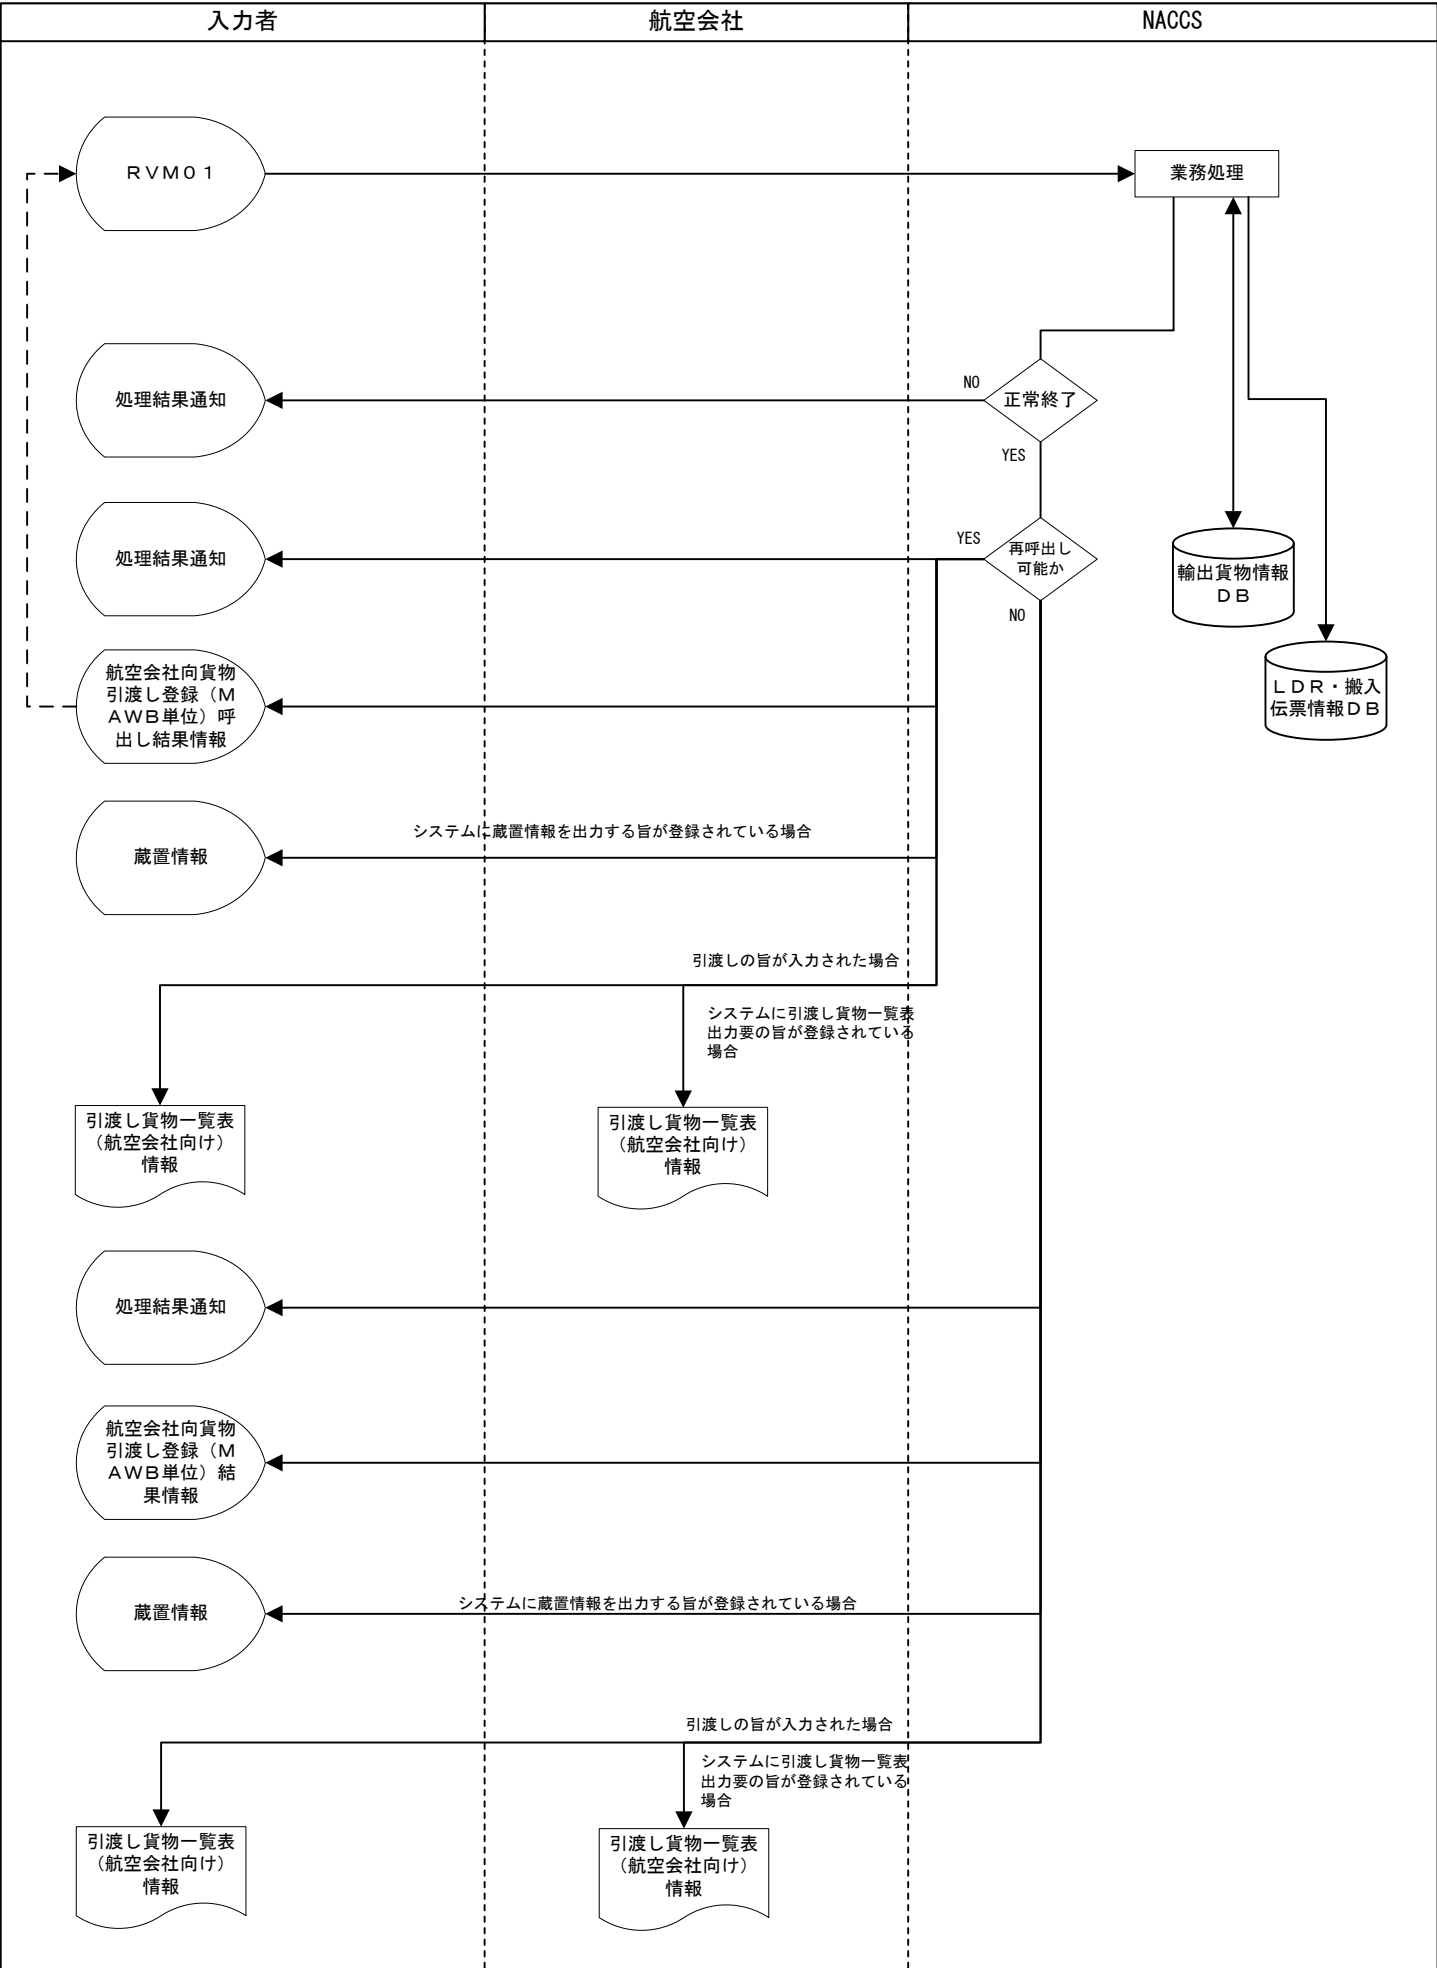 入力者
航空会社
NACCS
ＲＶＭ０１
業務処理
処理結果通知
NO
正常終了
YES
処理結果通知
YES
再呼出し
可能か
NO
輸出貨物情報
ＤＢ
航空会社向貨物
引渡し登録（Ｍ
ＡＷＢ単位）呼
出し結果情報
ＬＤＲ・搬入
伝票情報ＤＢ
システムに蔵置情報を出力する旨が登録されている場合
蔵置情報
引渡しの旨が入力された場合
システムに引渡し貨物一覧表
出力要の旨が登録されている
場合
引渡し貨物一覧表
（航空会社向け）
情報
引渡し貨物一覧表
（航空会社向け）
情報
処理結果通知
航空会社向貨物
引渡し登録（Ｍ
ＡＷＢ単位）結
果情報
システムに蔵置情報を出力する旨が登録されている場合
蔵置情報
引渡しの旨が入力された場合
システムに引渡し貨物一覧表
出力要の旨が登録されている
場合
引渡し貨物一覧表
（航空会社向け）
情報
引渡し貨物一覧表
（航空会社向け）
情報